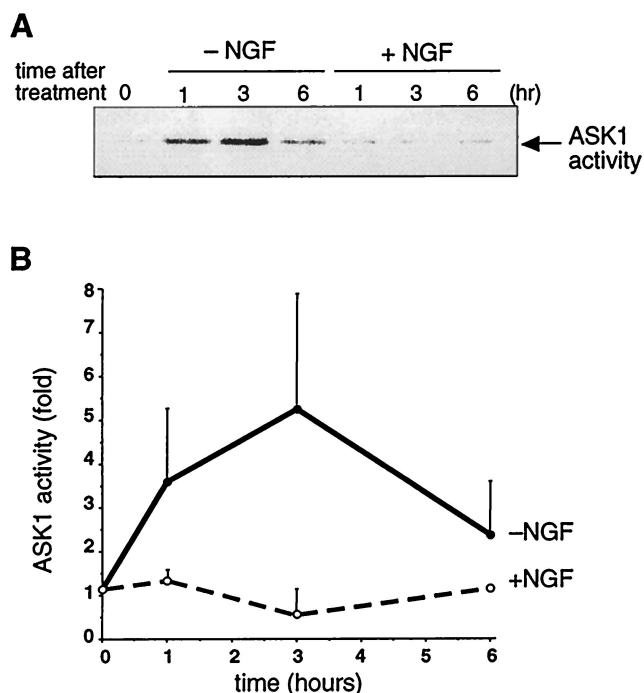 A
– NGF + NGF
time after
treatment 0 1 3 6 1 3 6 (hr)
ASK1
activity
B
ASK1 activity (fold)
8
7
6
5
4
3
2
1
0
–NGF
+NGF
0 1 2 3 4 5 6
time (hours)